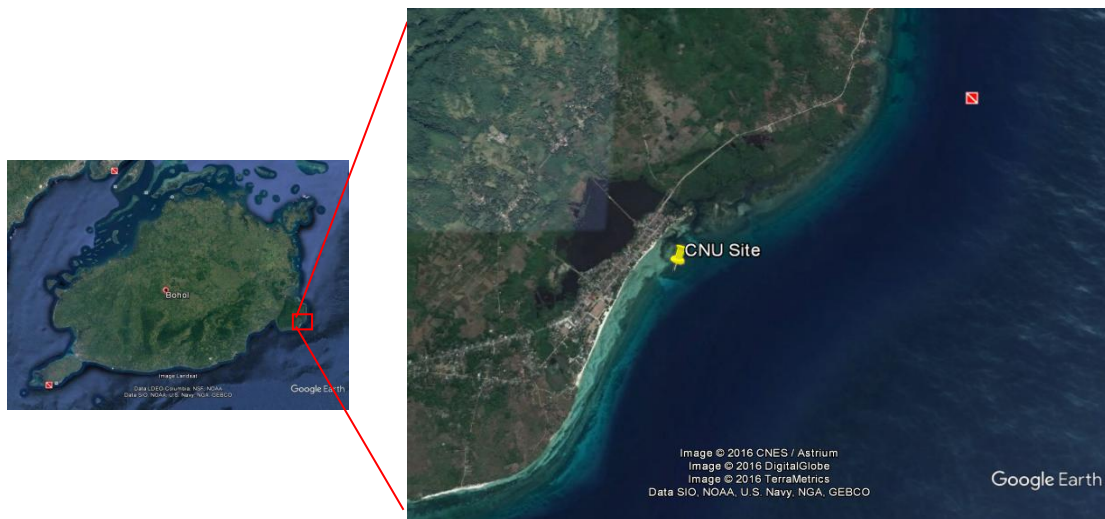 Bohol
Image Landsat
Data LDEO-Columbia, NSF, NOAA
Data SIO, NOAA, U.S. Navy, NGA, GEBCO
Google Earth
CNU Site
Image © 2016 CNES / Astrium
Image © 2016 DigitalGlobe
Image © 2016 TerraMetrics
Data SIO, NOAA, U.S. Navy, NGA, GEBCO
Google Earth